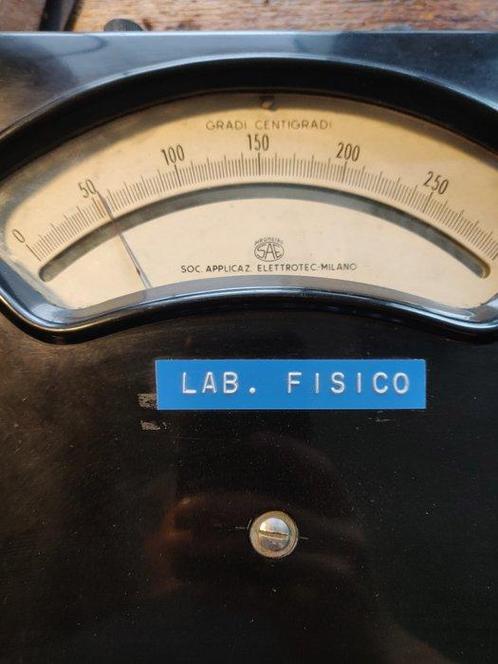 GRADI CENTIGRADI
0 50 100 150 200 250
SAE
SOC. APPLICAZ. ELETTROTEC.-MILANO
LAB. FISICO